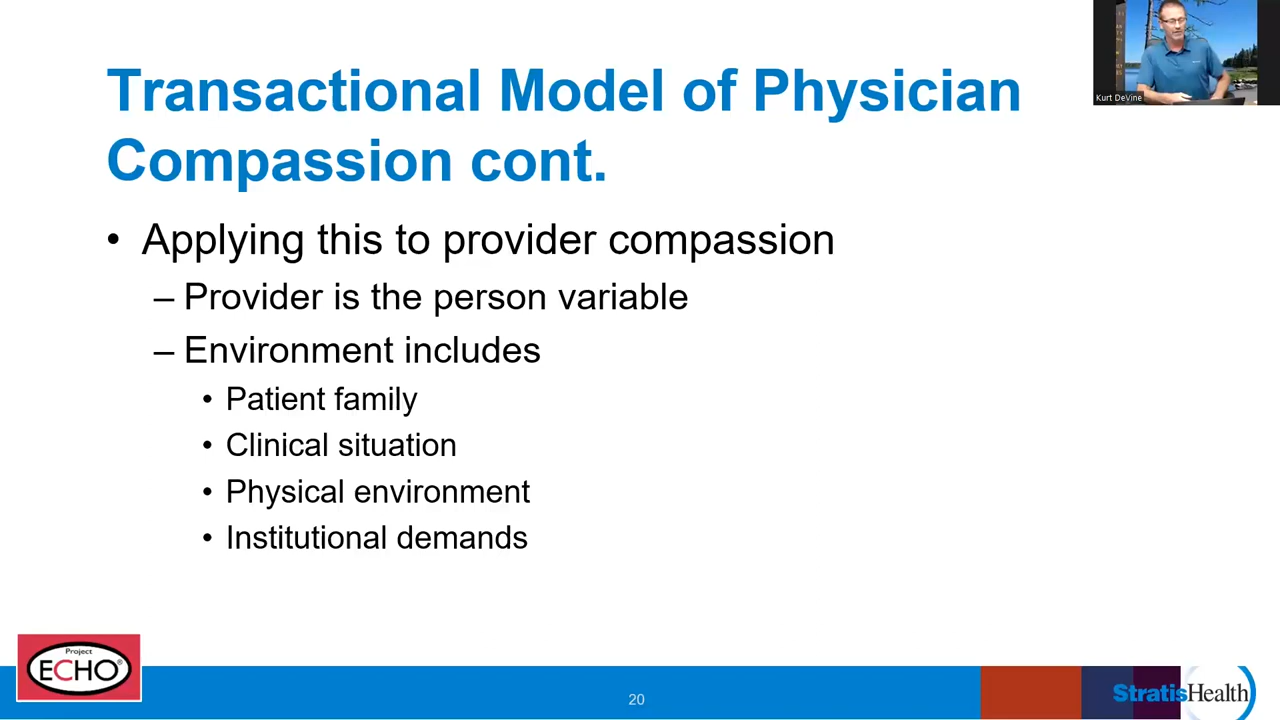 Transactional Model of Physician
Compassion cont.
Kurt DeVine
• Applying this to provider compassion
– Provider is the person variable
– Environment includes
• Patient family
• Clinical situation
• Physical environment
• Institutional demands
Project
ECHO®
20
StratisHealth